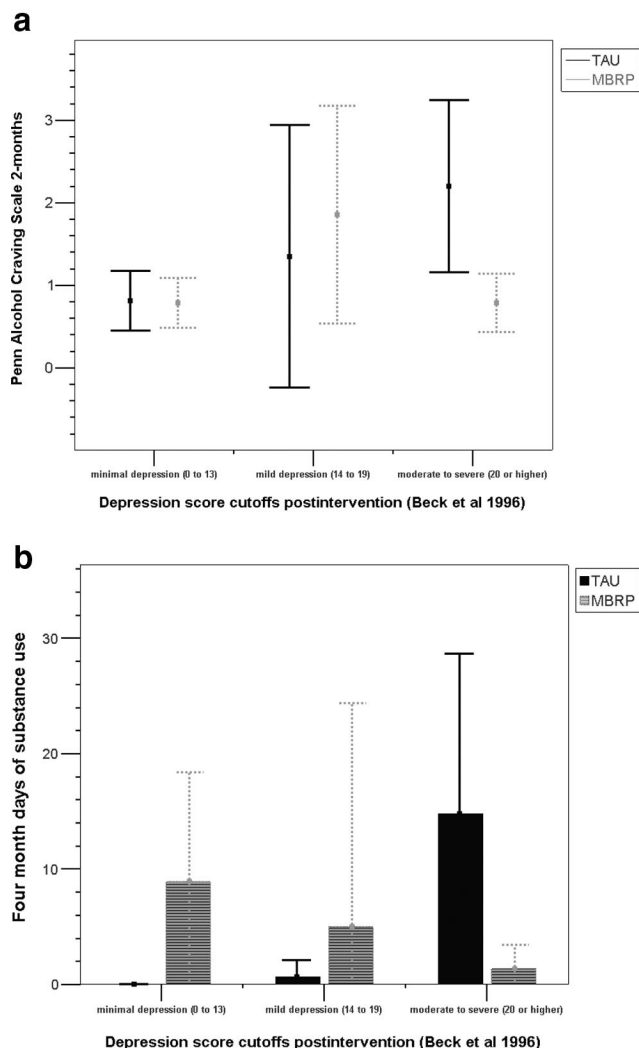 a
TAU
MBRP
Penn Alcohol Craving Scale 2-months
3
2
1
0
minimal depression (0 to 13)
mild depression (14 to 19)
moderate to severe (20 or higher)
Depression score cutoffs postintervention (Beck et al 1996)
b
TAU
MBRP
Four month days of substance use
30
20
10
0
minimal depression (0 to 13)
mild depression (14 to 19)
moderate to severe (20 or higher)
Depression score cutoffs postintervention (Beck et al 1996)